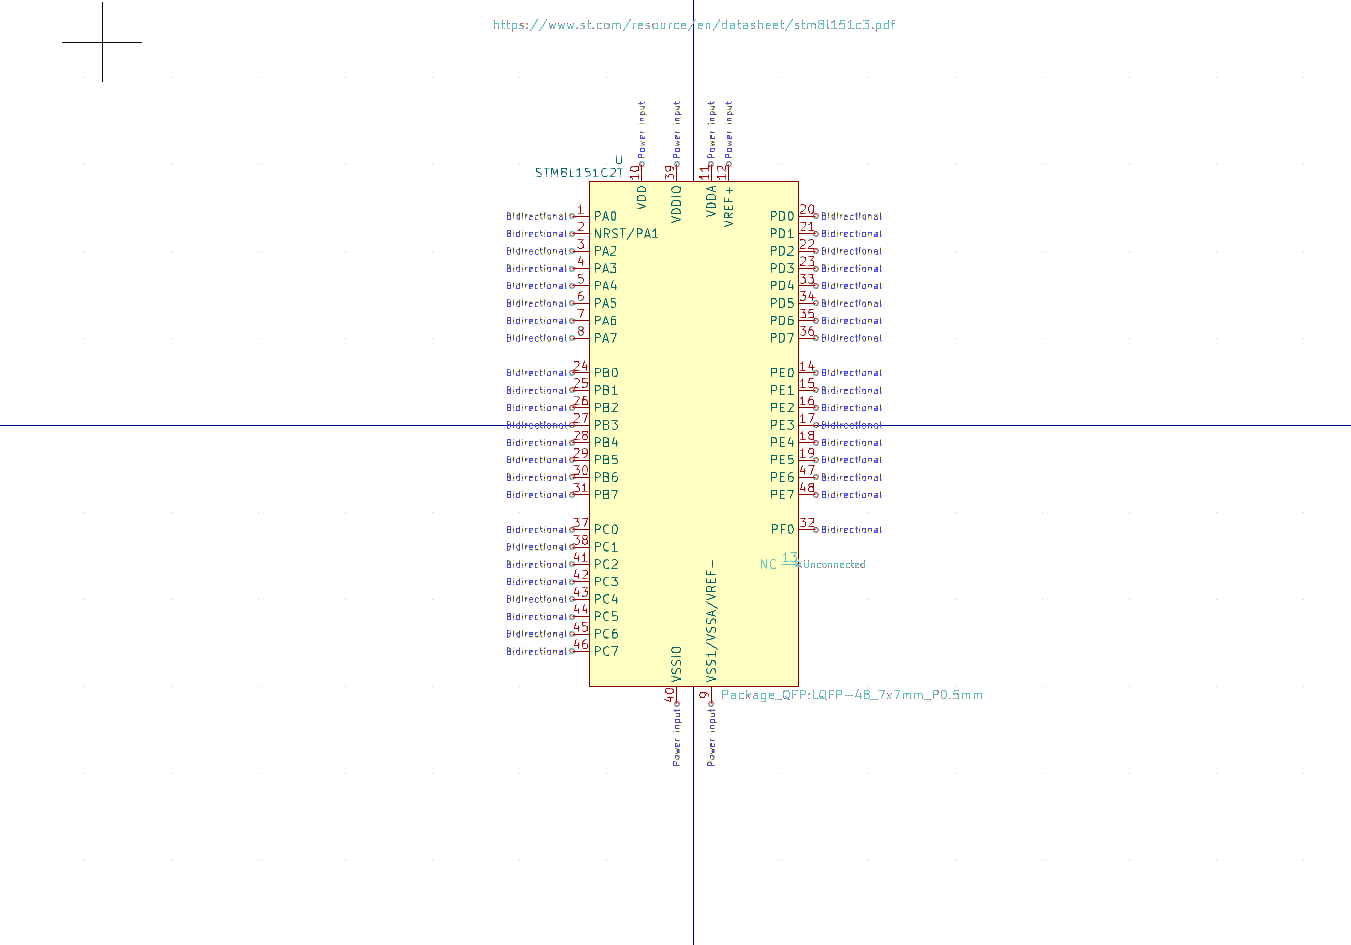 https://www.st.com/resource/en/datasheet/stm8l151c3.pdf
Power input
Power input
Power input
Power input
U
STM8L151C2T
10
39
11
12
VDD
VDDIO
VDDA
VREF+
Bidirectional 1 PA0 PD0 20 Bidirectional
Bidirectional 2 NRST/PA1 PD1 21 Bidirectional
Bidirectional 3 PA2 PD2 22 Bidirectional
Bidirectional 4 PA3 PD3 23 Bidirectional
Bidirectional 5 PA4 PD4 33 Bidirectional
Bidirectional 6 PA5 PD5 34 Bidirectional
Bidirectional 7 PA6 PD6 35 Bidirectional
Bidirectional 8 PA7 PD7 36 Bidirectional
Bidirectional 24 PB0 PE0 14 Bidirectional
Bidirectional 25 PB1 PE1 15 Bidirectional
Bidirectional 26 PB2 PE2 16 Bidirectional
Bidirectional 27 PB3 PE3 17 Bidirectional
Bidirectional 28 PB4 PE4 18 Bidirectional
Bidirectional 29 PB5 PE5 19 Bidirectional
Bidirectional 30 PB6 PE6 47 Bidirectional
Bidirectional 31 PB7 PE7 48 Bidirectional
Bidirectional 37 PC0 PF0 32 Bidirectional
Bidirectional 38 PC1
Bidirectional 41 PC2 NC 13 Unconnected
Bidirectional 42 PC3
Bidirectional 43 PC4
Bidirectional 44 PC5
Bidirectional 45 PC6
Bidirectional 46 PC7
VSSIO
VSS1/VSSA/VREF-
40
9
Package_QFP:LQFP-48_7x7mm_P0.5mm
Power input
Power input